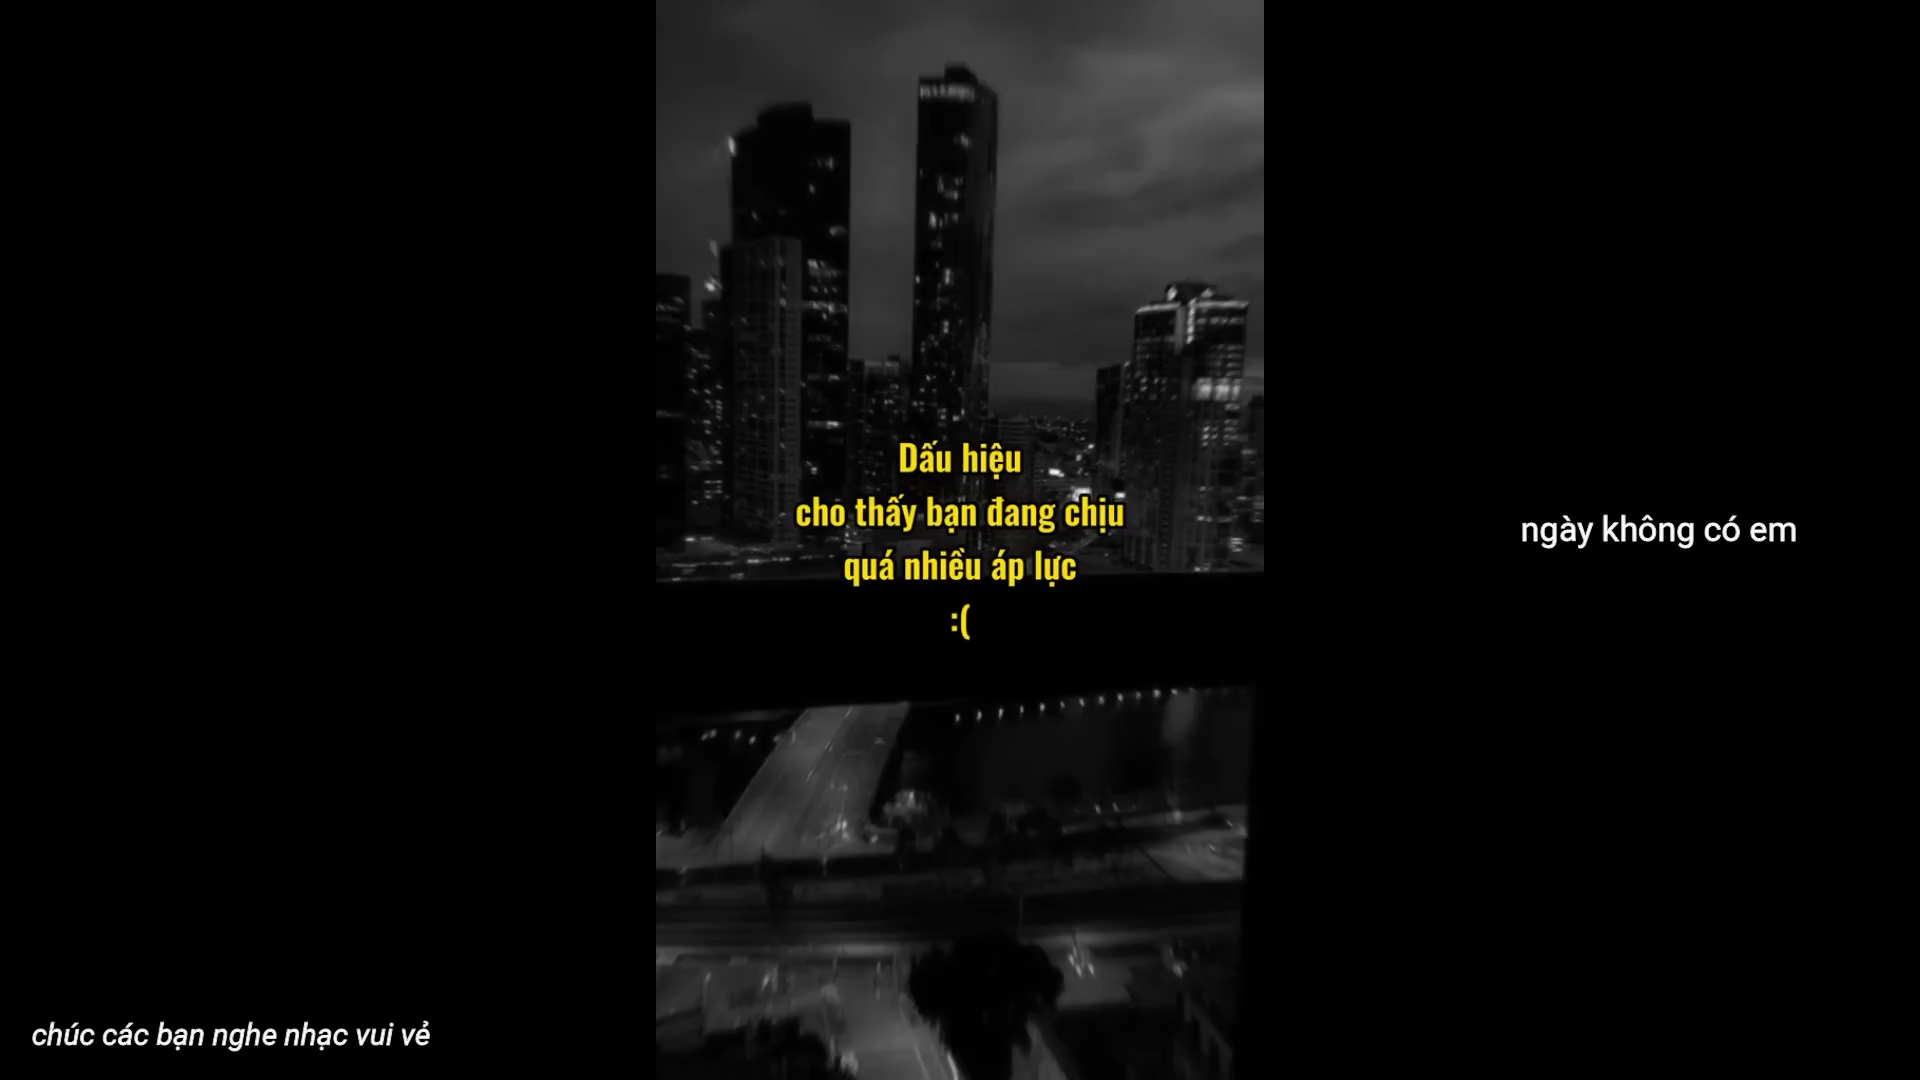 Dấu hiệu
cho thấy bạn đang chịu
quá nhiều áp lực
:(
ngày không có em
chúc các bạn nghe nhạc vui vẻ